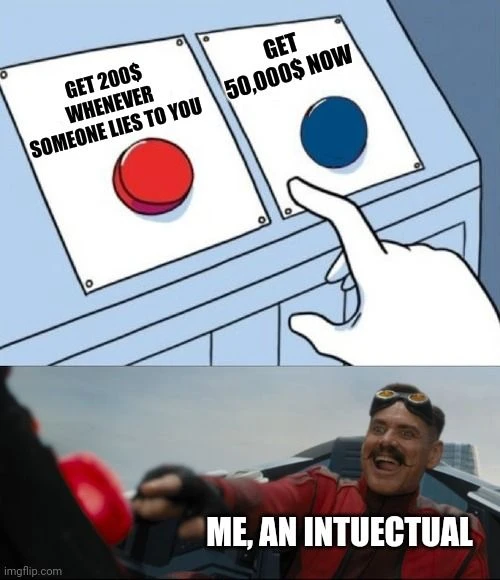 GET 200$
WHENEVER
SOMEONE LIES TO YOU
GET
50,000$ NOW
ME, AN INTUECTUAL
imgflip.com